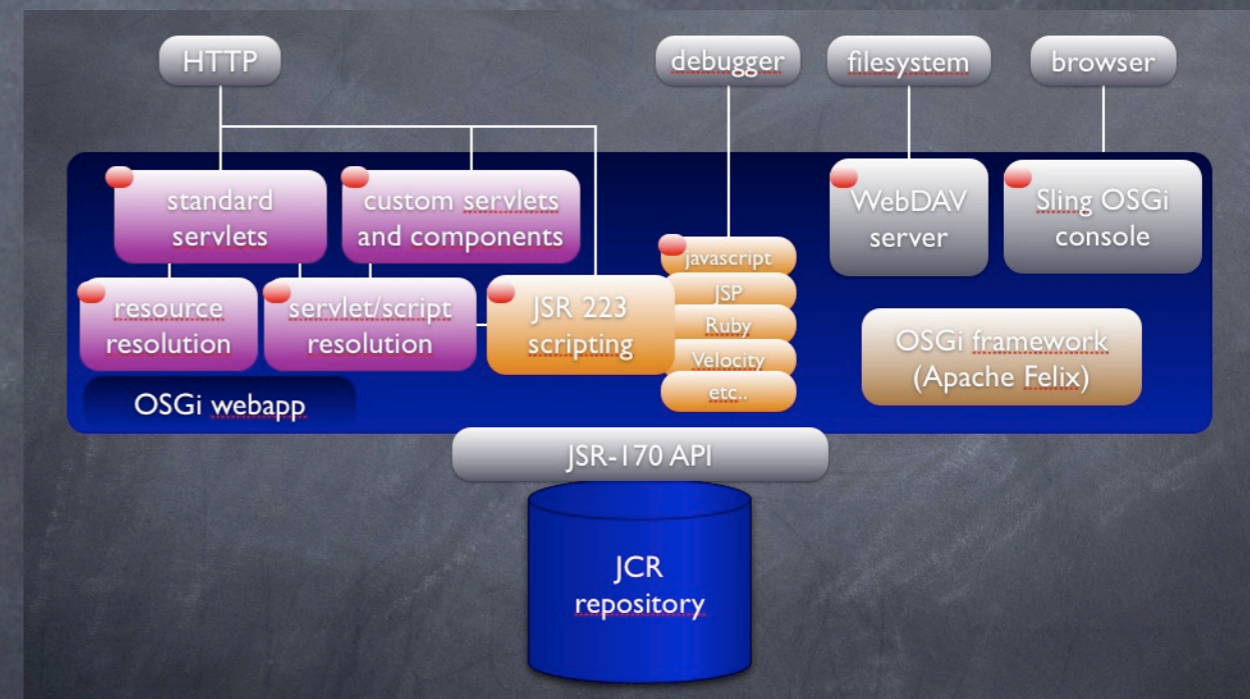 HTTP
debugger
filesystem
browser
standard
servlets
custom servlets
and components
WebDAV
server
Sling OSGi
console
resource
resolution
servlet/script
resolution
JSR 223
scripting
javascript
JSP
Ruby
Velocity
etc..
OSGi framework
(Apache Felix)
OSGi webapp
JSR-170 API
JCR
repository